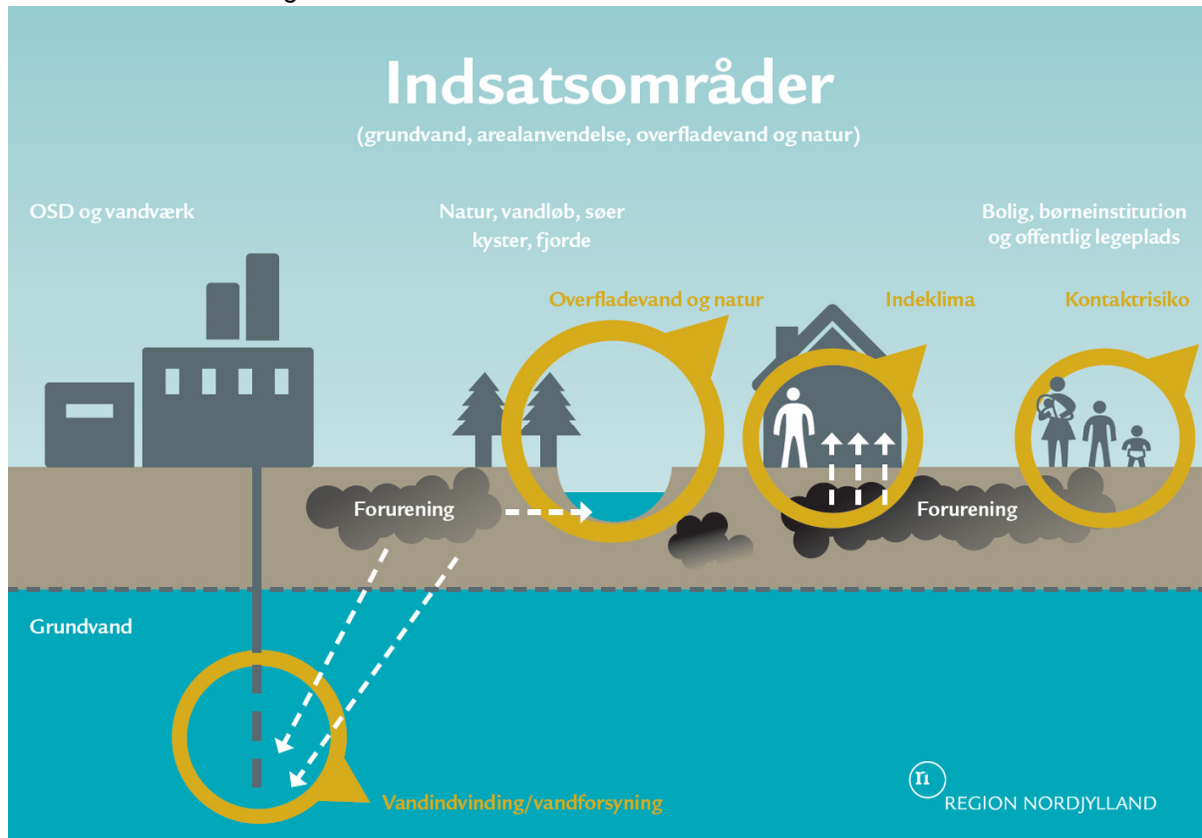 Indsatsområder
(grundvand, arealanvendelse, overfladevand og natur)
OSD og vandværk
Natur, vandløb, søer
kyster, fjorde
Bolig, børneinstitution
og offentlig legeplads
Overfladevand og natur
Indeklima
Kontaktrisiko
Forurening
Forurening
Grundvand
Vandindvinding/vandforsyning
REGION NORDJYLLAND